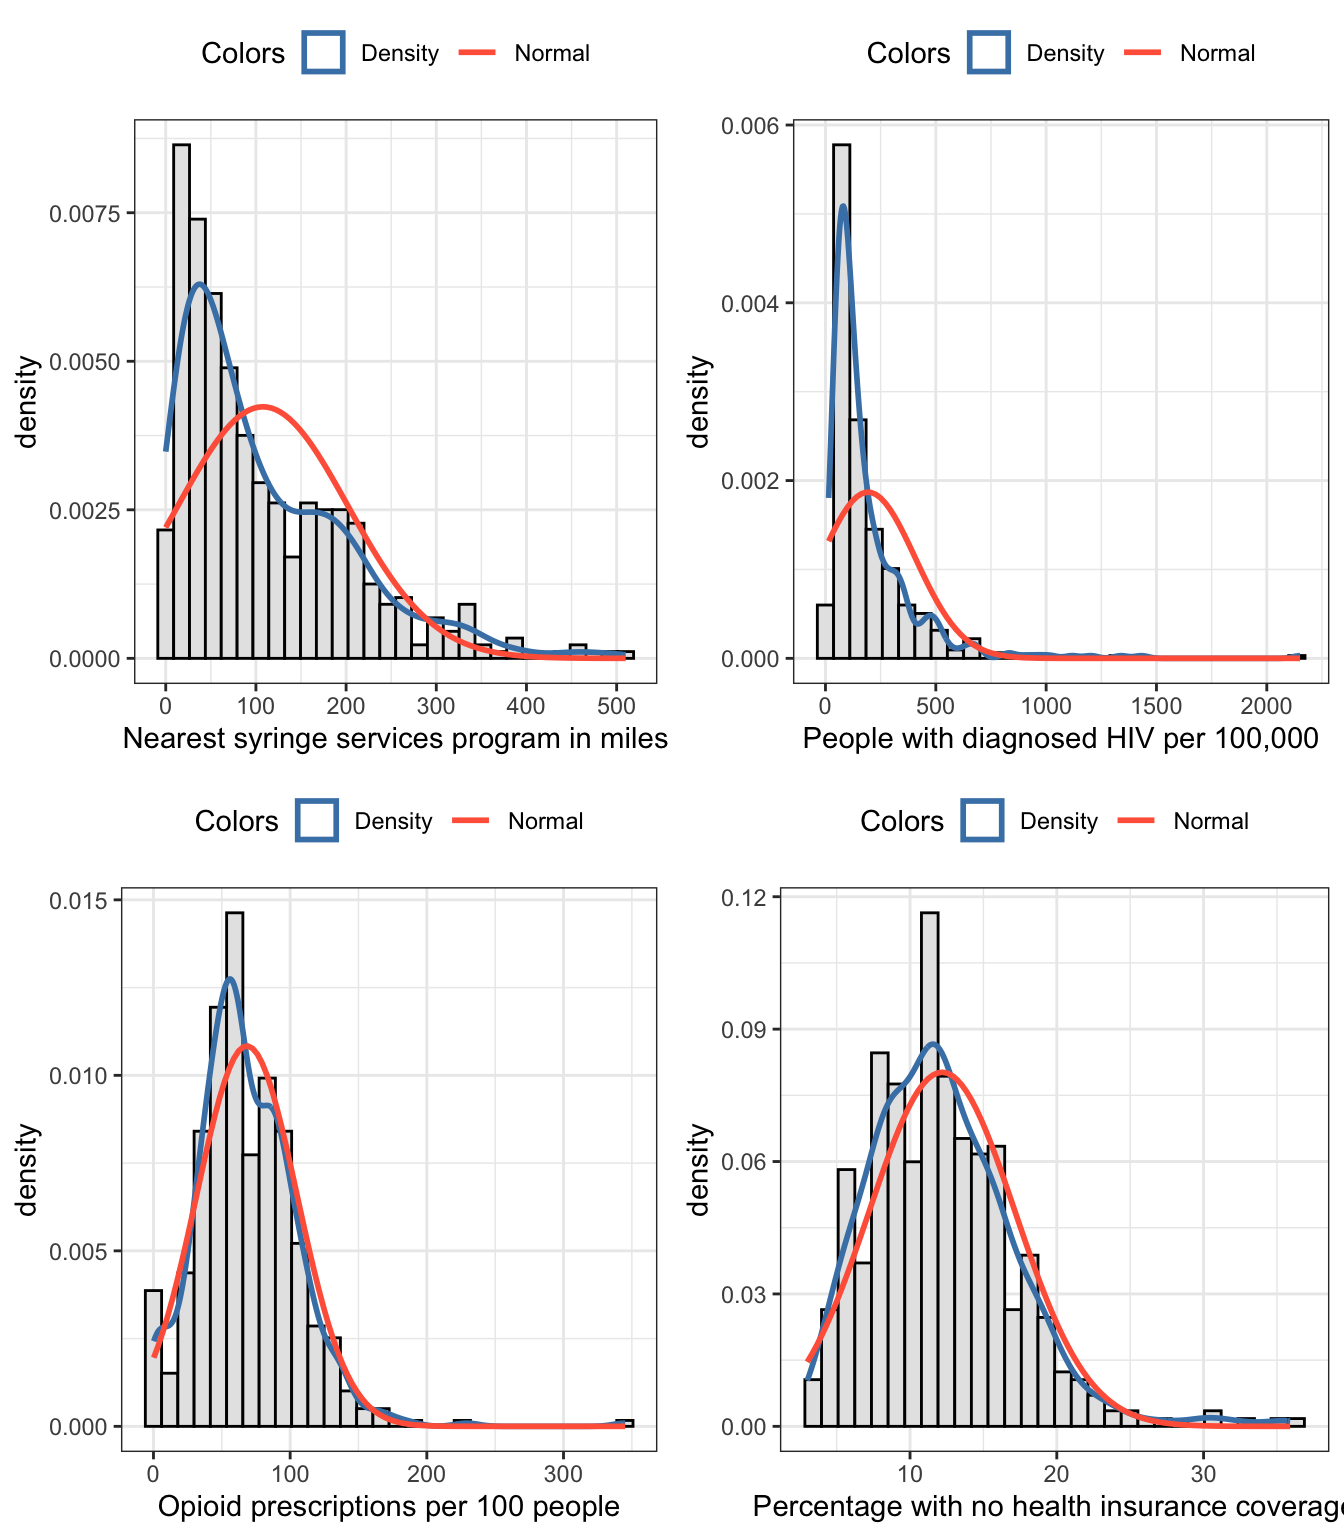 Colors Density Normal
density
0.0075
0.0050
0.0025
0.0000
0 100 200 300 400 500
Nearest syringe services program in miles
Colors Density Normal
density
0.006
0.004
0.002
0.000
0 500 1000 1500 2000
People with diagnosed HIV per 100,000
Colors Density Normal
density
0.015
0.010
0.005
0.000
0 100 200 300
Opioid prescriptions per 100 people
Colors Density Normal
density
0.12
0.09
0.06
0.03
0.00
10 20 30
Percentage with no health insurance coverag